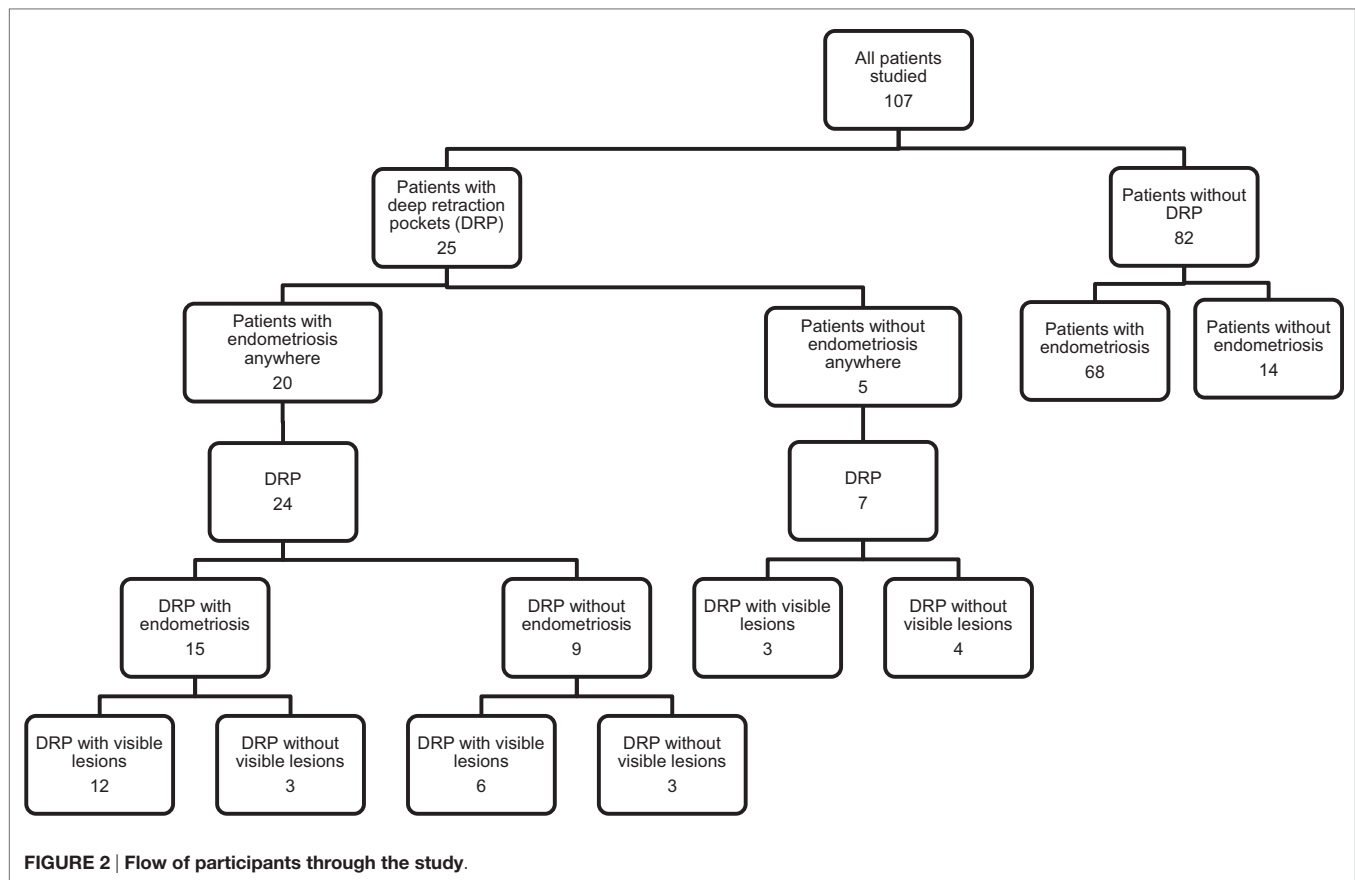 All patients
studied
107
Patients with
deep retraction
pockets (DRP)
25
Patients without
DRP
82
Patients with
endometriosis
anywhere
20
Patients without
endometriosis
anywhere
5
Patients with
endometriosis
68
Patients without
endometriosis
14
DRP
24
DRP
7
DRP with
endometriosis
15
DRP without
endometriosis
9
DRP with visible
lesions
3
DRP without
visible lesions
4
DRP with visible
lesions
12
DRP without
visible lesions
3
DRP with visible
lesions
6
DRP without
visible lesions
3
FIGURE 2 | Flow of participants through the study.